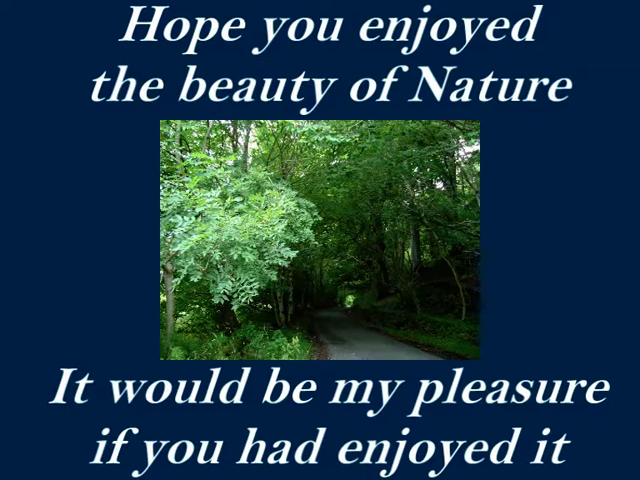 Hope you enjoyed
the beauty of Nature
It would be my pleasure
if you had enjoyed it